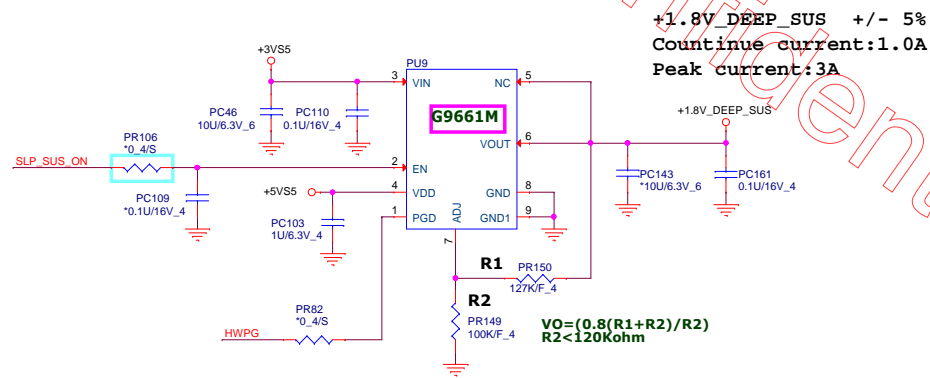 +1.8V_DEEP_SUS +/- 5%
Countinue current:1.0A
Peak current:3A
+3VS5
PU9
3
VIN
NC
5
PC46
10U/6.3V_6
PC110
0.1U/16V_4
G9661M
+1.8V_DEEP_SUS
PR106
*0_4/S
VOUT
6
SLP_SUS_ON
2
EN
PC143
*10U/6.3V_6
PC161
0.1U/16V_4
+5VS5
4
VDD
GND
8
PC109
*0.1U/16V_4
1
PGD
ADJ
GND1
9
PC103
1U/6.3V_4
7
R1
PR150
127K/F_4
R2
PR82
*0_4/S
PR149
100K/F_4
VO=(0.8(R1+R2)/R2)
R2<120Kohm
HWPG